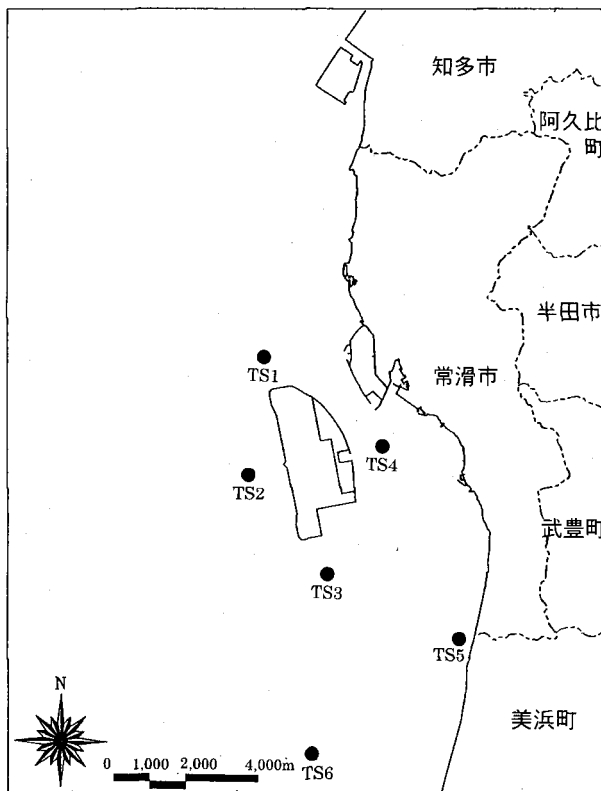 知多市
阿久比
町
半田市
常滑市
TS1
TS4
TS2
武豊町
TS3
TS5
美浜町
N
0 1,000 2,000 4,000m
TS6